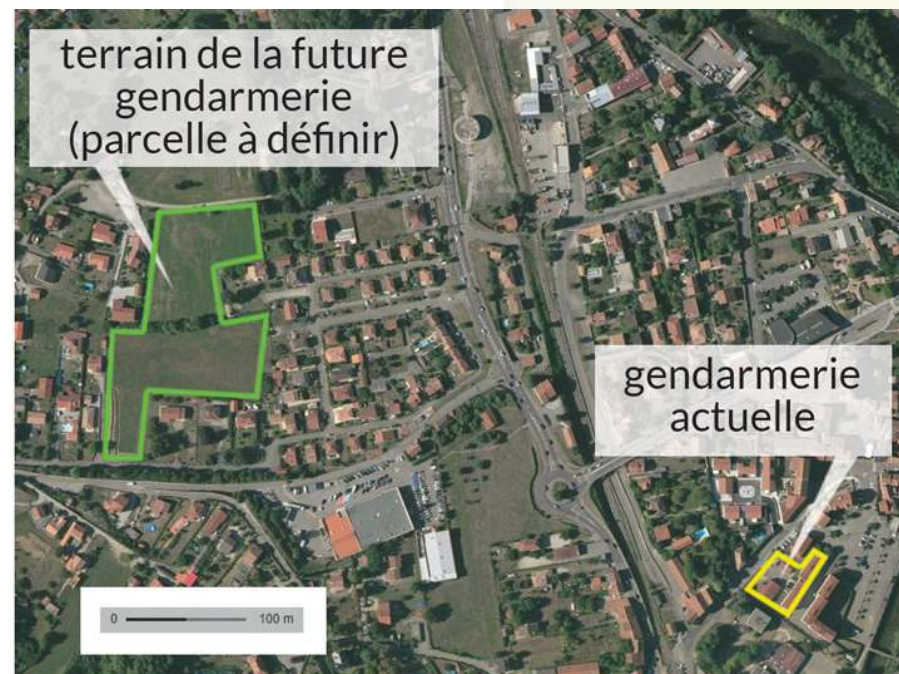 terrain de la future
gendarmerie
(parcelle à définir)
gendarmerie
actuelle
0 100 m